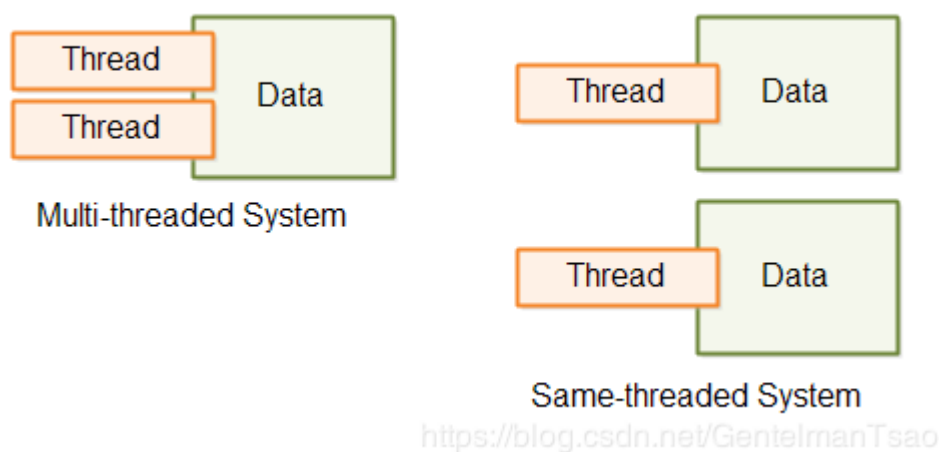 Thread
Data
Thread
Multi-threaded System
Thread
Data
Thread
Data
Same-threaded System
https://blog.csdn.net/GentelmanTsao